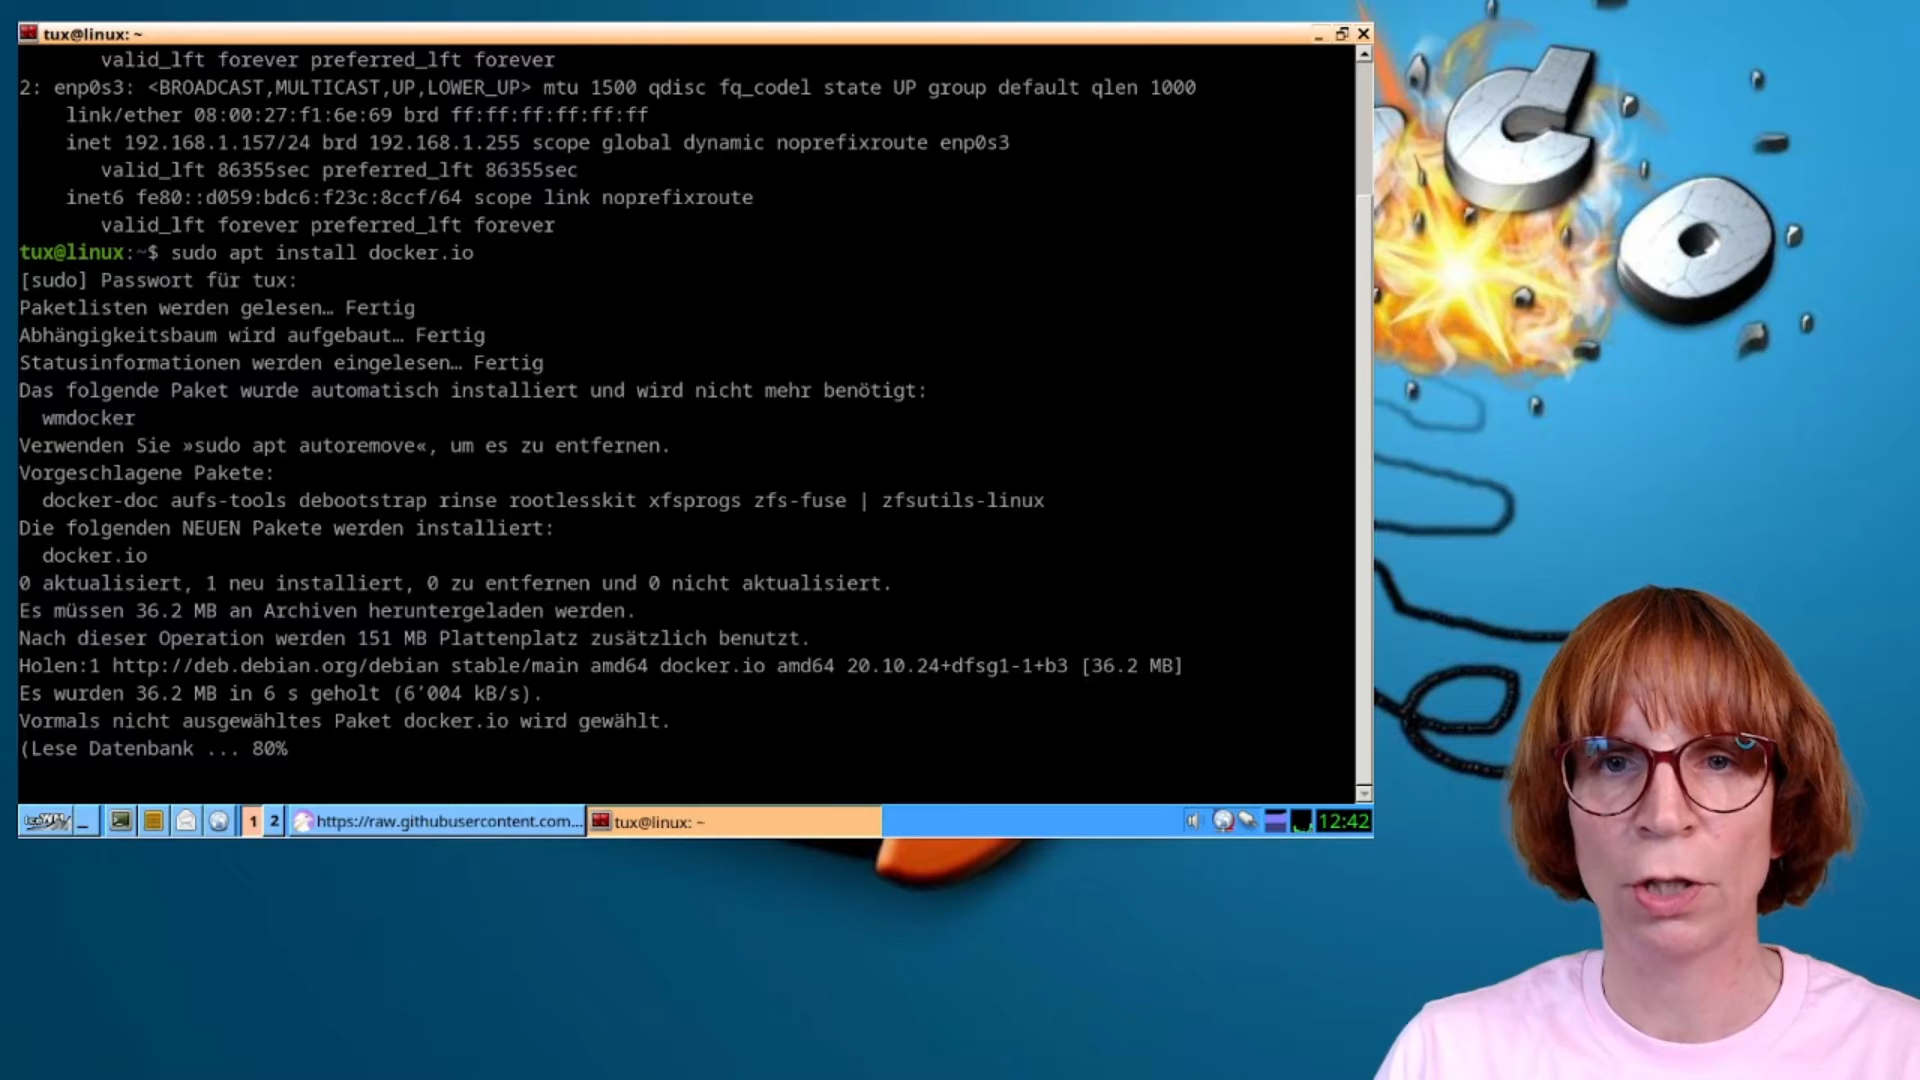 tux@linux: ~
valid_lft forever preferred_lft forever
2: enp0s3: <BROADCAST,MULTICAST,UP,LOWER_UP> mtu 1500 qdisc fq_codel state UP group default qlen 1000
link/ether 08:00:27:f1:6e:69 brd ff:ff:ff:ff:ff:ff
inet 192.168.1.157/24 brd 192.168.1.255 scope global dynamic noprefixroute enp0s3
valid_lft 86355sec preferred_lft 86355sec
inet6 fe80::d059:bdc6:f23c:8ccf/64 scope link noprefixroute
valid_lft forever preferred_lft forever
tux@linux:~$ sudo apt install docker.io
[sudo] Passwort für tux:
Paketlisten werden gelesen… Fertig
Abhängigkeitsbaum wird aufgebaut… Fertig
Statusinformationen werden eingelesen… Fertig
Das folgende Paket wurde automatisch installiert und wird nicht mehr benötigt:
wmdocker
Verwenden Sie »sudo apt autoremove«, um es zu entfernen.
Vorgeschlagene Pakete:
docker-doc aufs-tools debootstrap rinse rootlesskit xfsprogs zfs-fuse | zfsutils-linux
Die folgenden NEUEN Pakete werden installiert:
docker.io
0 aktualisiert, 1 neu installiert, 0 zu entfernen und 0 nicht aktualisiert.
Es müssen 36.2 MB an Archiven heruntergeladen werden.
Nach dieser Operation werden 151 MB Plattenplatz zusätzlich benutzt.
Holen:1 http://deb.debian.org/debian stable/main amd64 docker.io amd64 20.10.24+dfsg1-1+b3 [36.2 MB]
Es wurden 36.2 MB in 6 s geholt (6’004 kB/s).
Vormals nicht ausgewähltes Paket docker.io wird gewählt.
(Lese Datenbank ... 80%
IceWM 1 2 https://raw.githubusercontent.com... tux@linux: ~ 12:42